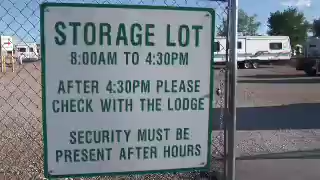 STORAGE LOT
8:00AM TO 4:30PM
AFTER 4:30PM PLEASE
CHECK WITH THE LODGE
SECURITY MUST BE
PRESENT AFTER HOURS